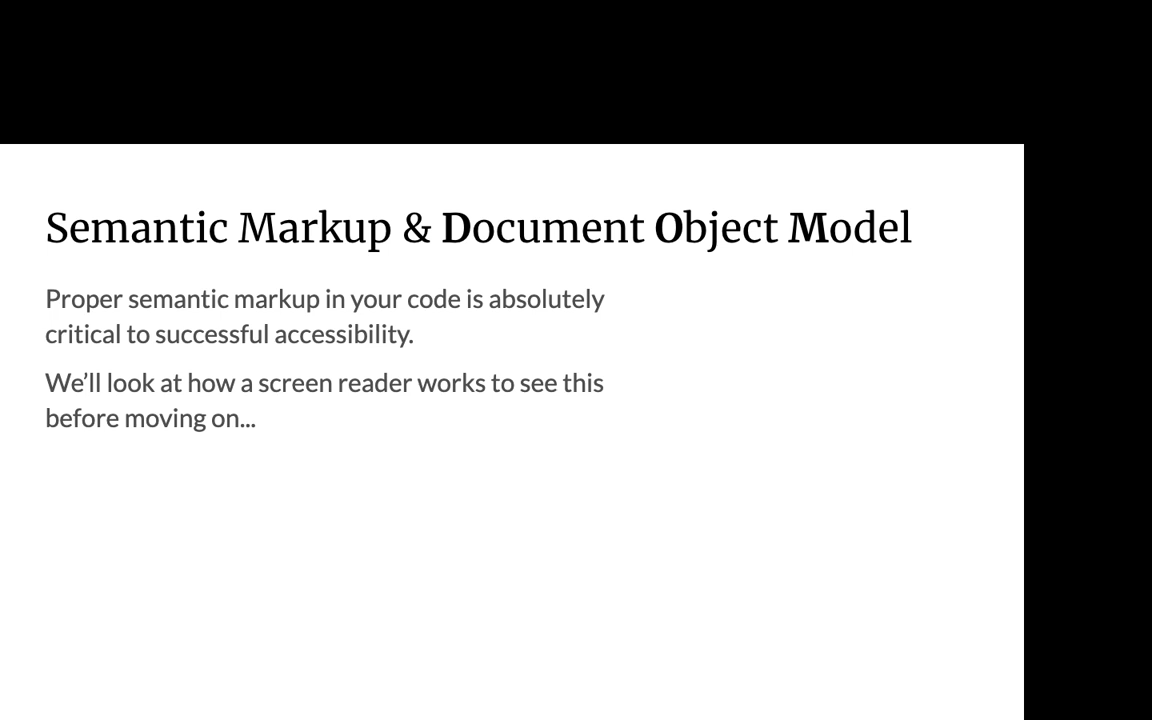 Semantic Markup & Document Object Model
Proper semantic markup in your code is absolutely
critical to successful accessibility.
We’ll look at how a screen reader works to see this
before moving on...